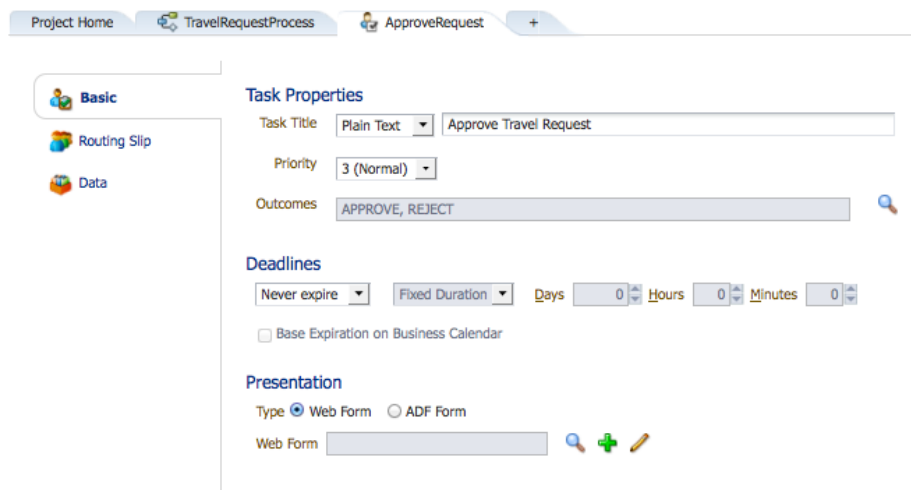 Project Home TravelRequestProcess ApproveRequest +
Basic
Routing Slip
Data
Task Properties
Task Title Plain Text Approve Travel Request
Priority 3 (Normal)
Outcomes APPROVE, REJECT
Deadlines
Never expire Fixed Duration Days 0 Hours 0 Minutes 0
Base Expiration on Business Calendar
Presentation
Type Web Form ADF Form
Web Form